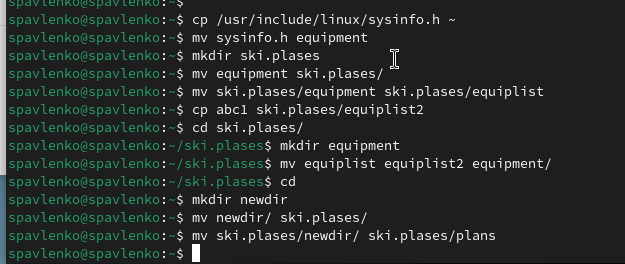 spavlenko@spavlenko:~$
spavlenko@spavlenko:~$ cp /usr/include/linux/sysinfo.h ~
spavlenko@spavlenko:~$ mv sysinfo.h equipment
spavlenko@spavlenko:~$ mkdir ski.plases
spavlenko@spavlenko:~$ mv equipment ski.plases/
spavlenko@spavlenko:~$ mv ski.plases/equipment ski.plases/equiplist
spavlenko@spavlenko:~$ cp abc1 ski.plases/equiplist2
spavlenko@spavlenko:~$ cd ski.plases/
spavlenko@spavlenko:~/ski.plases$ mkdir equipment
spavlenko@spavlenko:~/ski.plases$ mv equiplist equiplist2 equipment/
spavlenko@spavlenko:~/ski.plases$ cd
spavlenko@spavlenko:~$ mkdir newdir
spavlenko@spavlenko:~$ mv newdir/ ski.plases/
spavlenko@spavlenko:~$ mv ski.plases/newdir/ ski.plases/plans
spavlenko@spavlenko:~$